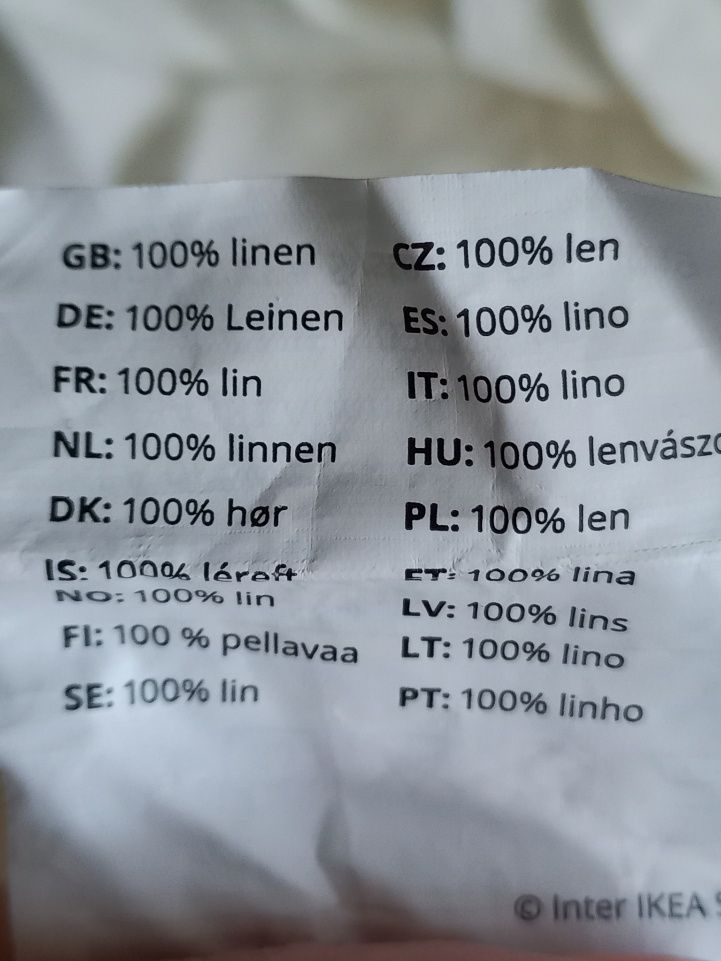 GB: 100% linen
DE: 100% Leinen
FR: 100% lin
NL: 100% linnen
DK: 100% hør
IS: 100% léreft
NO: 100% lin
FI: 100 % pellavaa
SE: 100% lin
CZ: 100% len
ES: 100% lino
IT: 100% lino
HU: 100%
PL: 100% len
ET: 100% lina
LV: 100% lins
LT: 100% lino
PT: 100% linho
© Inter IKEA